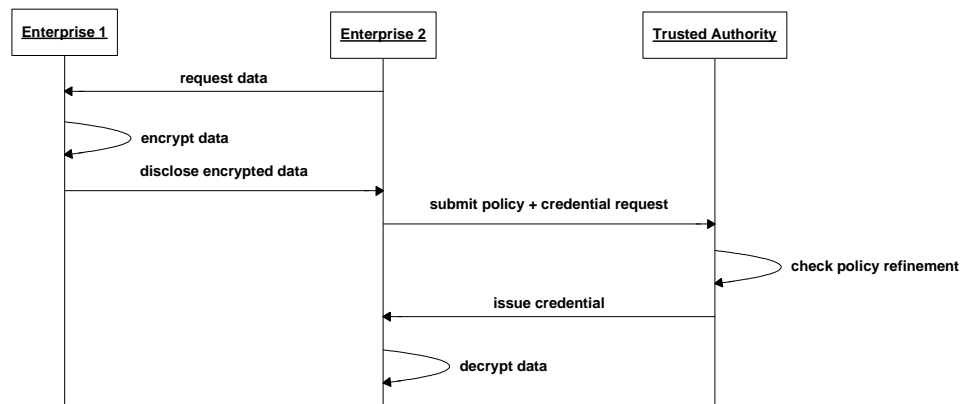 Enterprise 1
Enterprise 2
Trusted Authority
request data
encrypt data
disclose encrypted data
submit policy + credential request
check policy refinement
issue credential
decrypt data